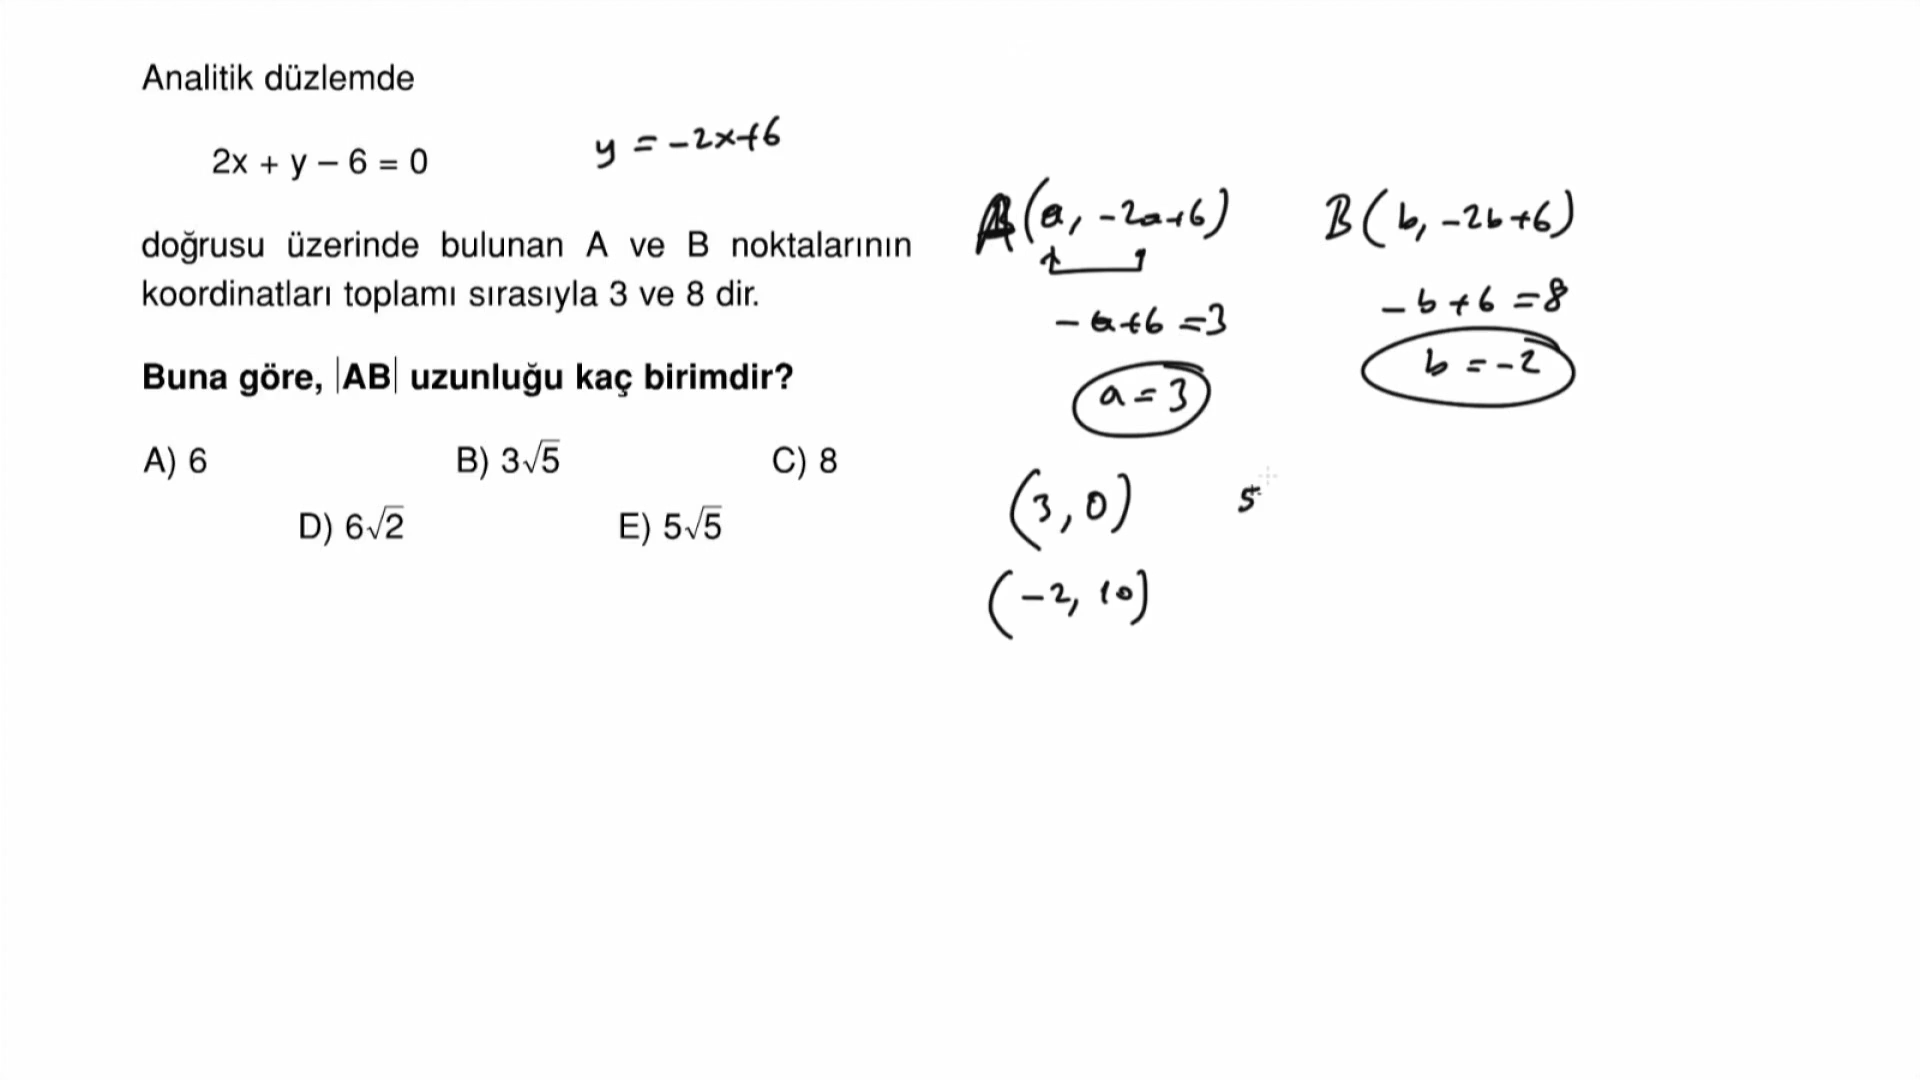 Analitik düzlemde
2x + y – 6 = 0
y = -2x+6
doğrusu üzerinde bulunan A ve B noktalarının
koordinatları toplamı sırasıyla 3 ve 8 dir.
Buna göre, |AB| uzunluğu kaç birimdir?
A) 6 B) 3√5 C) 8
D) 6√2 E) 5√5
A(a, -2a+6) B(b, -2b+6)
-a+6 =3 -b+6 =8
a = 3 b = -2
(3, 0) 5
(-2, 10)